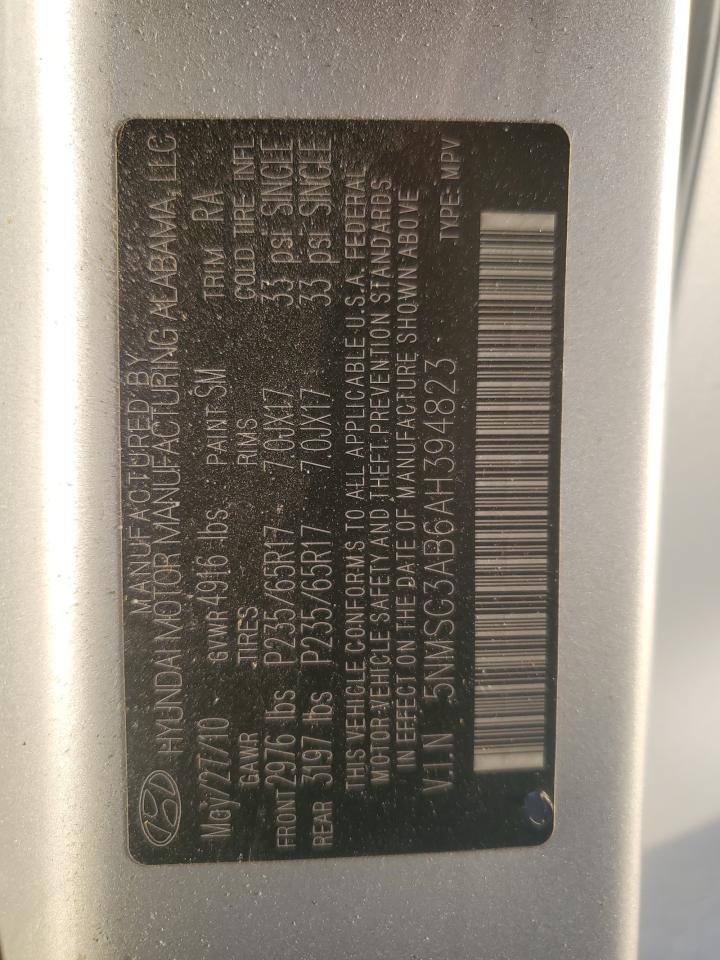 MANUFACTURED BY
HYUNDAI MOTOR MANUFACTURING ALABAMA, LLC
May/27/10 GVWR 4916 lbs PAINT SM TRIM RA
GAWR TIRES RIMS COLD TIRE INFL
FRONT 2976 lbs P235/65R17 7.0JX17 33 psi SINGLE
REAR 3197 lbs P235/65R17 7.0JX17 33 psi SINGLE
THIS VEHICLE CONFORMS TO ALL APPLICABLE U.S.A. FEDERAL
MOTOR VEHICLE SAFETY AND THEFT PREVENTION STANDARDS
IN EFFECT ON THE DATE OF MANUFACTURE SHOWN ABOVE
V.I.N 5NMSG3AB6AH394823 TYPE: MPV